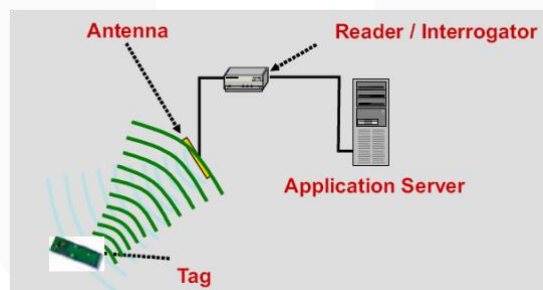 Antenna
Reader / Interrogator
Application Server
Tag